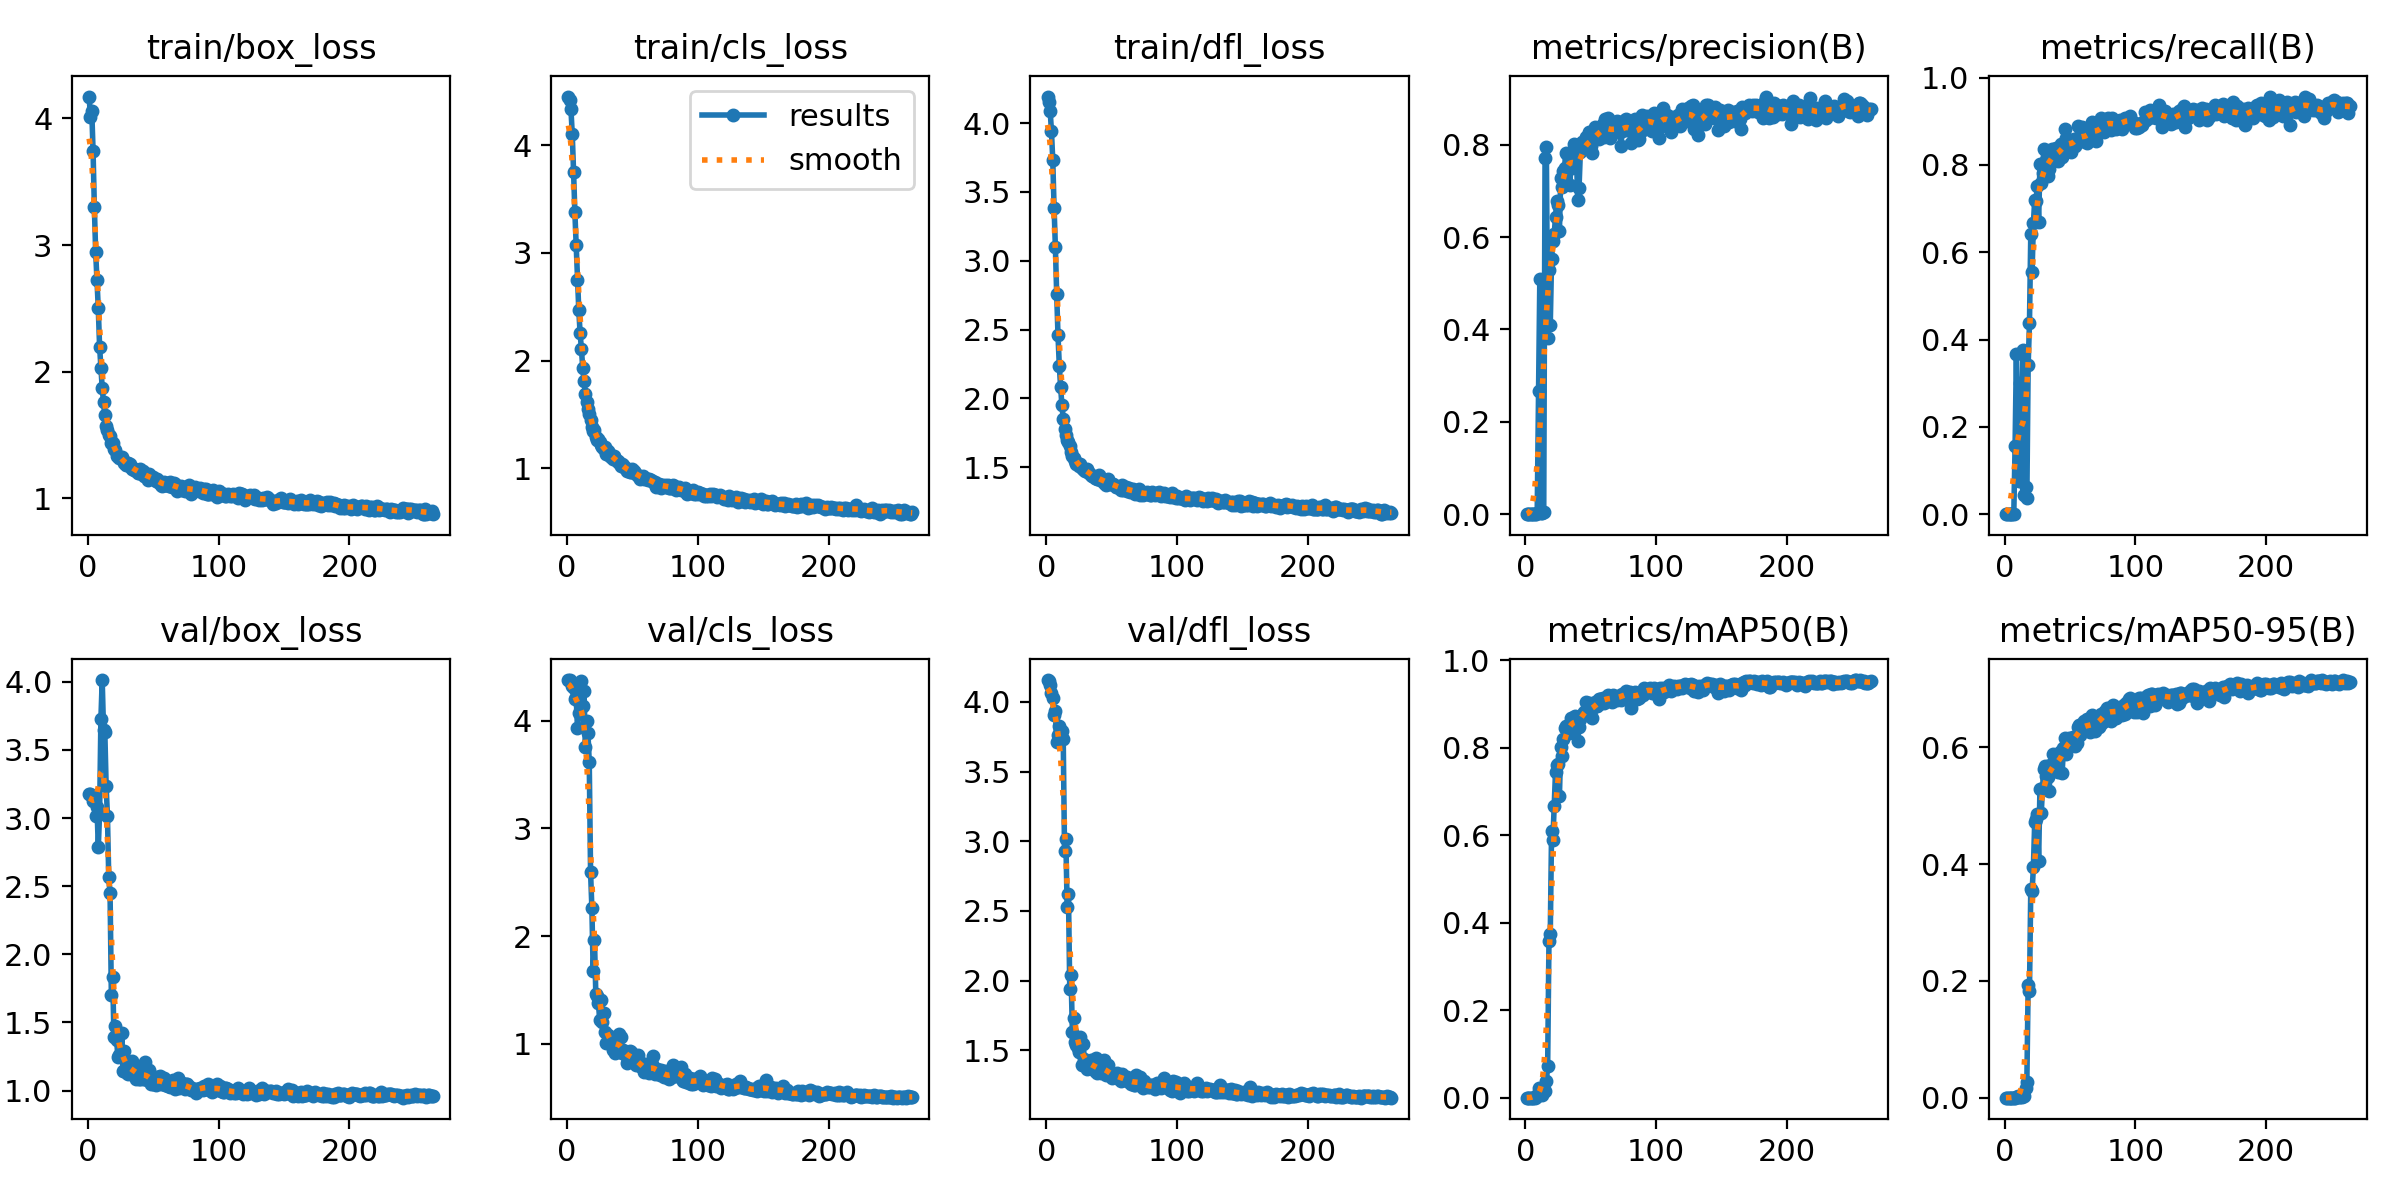 train/box_loss
4
3
2
1
0 100 200
train/cls_loss
results
smooth
4
3
2
1
0 100 200
train/dfl_loss
4.0
3.5
3.0
2.5
2.0
1.5
0 100 200
metrics/precision(B)
0.8
0.6
0.4
0.2
0.0
0 100 200
metrics/recall(B)
1.0
0.8
0.6
0.4
0.2
0.0
0 100 200
val/box_loss
4.0
3.5
3.0
2.5
2.0
1.5
1.0
0 100 200
val/cls_loss
4
3
2
1
0 100 200
val/dfl_loss
4.0
3.5
3.0
2.5
2.0
1.5
0 100 200
metrics/mAP50(B)
1.0
0.8
0.6
0.4
0.2
0.0
0 100 200
metrics/mAP50-95(B)
0.6
0.4
0.2
0.0
0 100 200